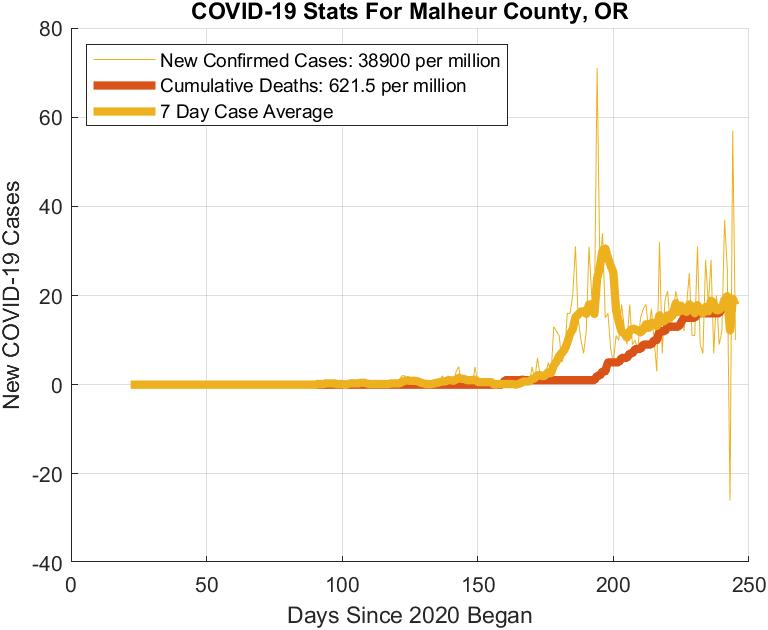 COVID-19 Stats For Malheur County, OR
80
New Confirmed Cases: 38900 per million
Cumulative Deaths: 621.5 per million
7 Day Case Average
60
40
20
0
-20
-40
New COVID-19 Cases
0 50 100 150 200 250
Days Since 2020 Began